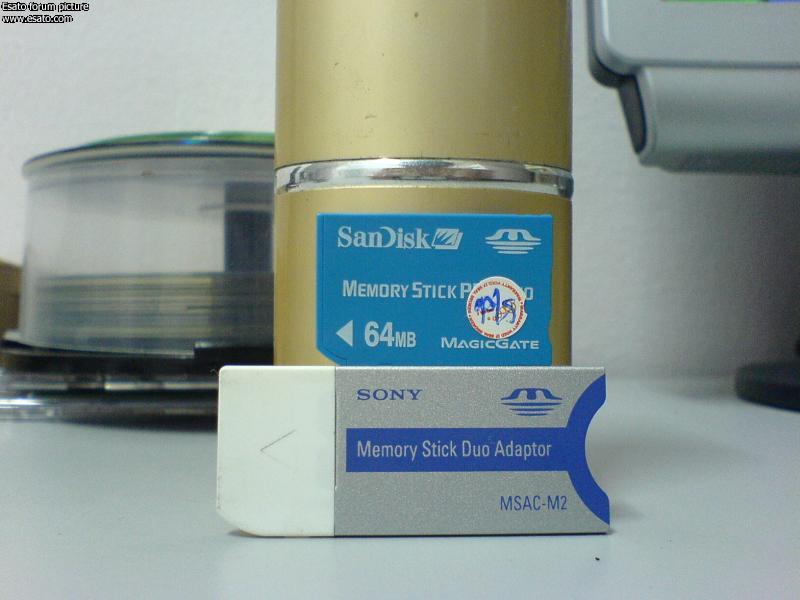 Esato forum picture
www.esato.com
SanDisk
MEMORY STICK
64MB
MAGICGATE
SONY
Memory Stick Duo Adaptor
MSAC-M2